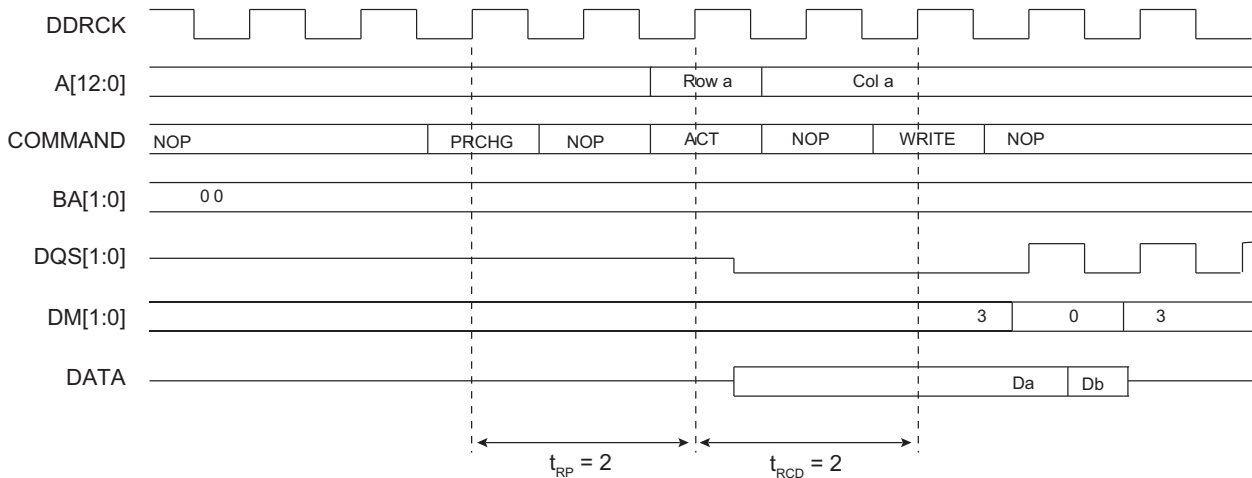 DDRCK
A[12:0] Row a Col a
COMMAND NOP PRCHG NOP ACT NOP WRITE NOP
BA[1:0] 0 0
DQS[1:0]
DM[1:0] 3 0 3
DATA Da Db
tRP = 2 tRCD = 2